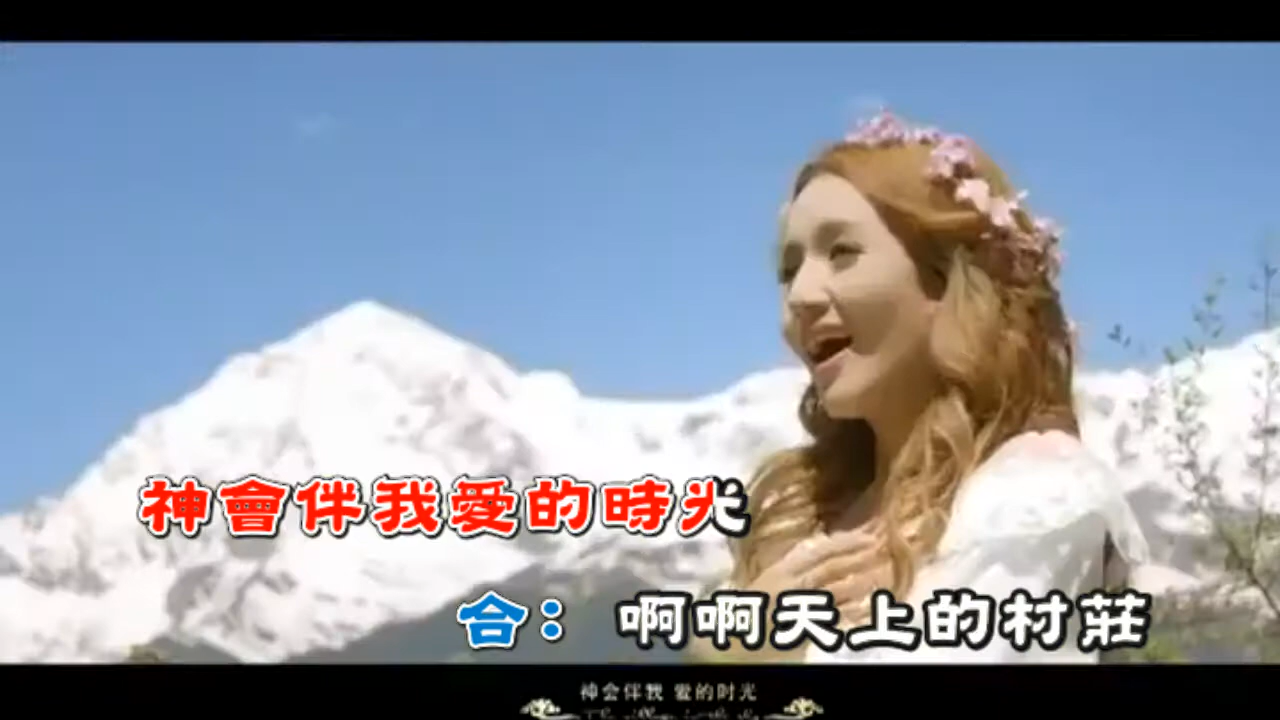 神會伴我愛的時光
合： 啊啊天上的村莊
神会伴我 爱的时光